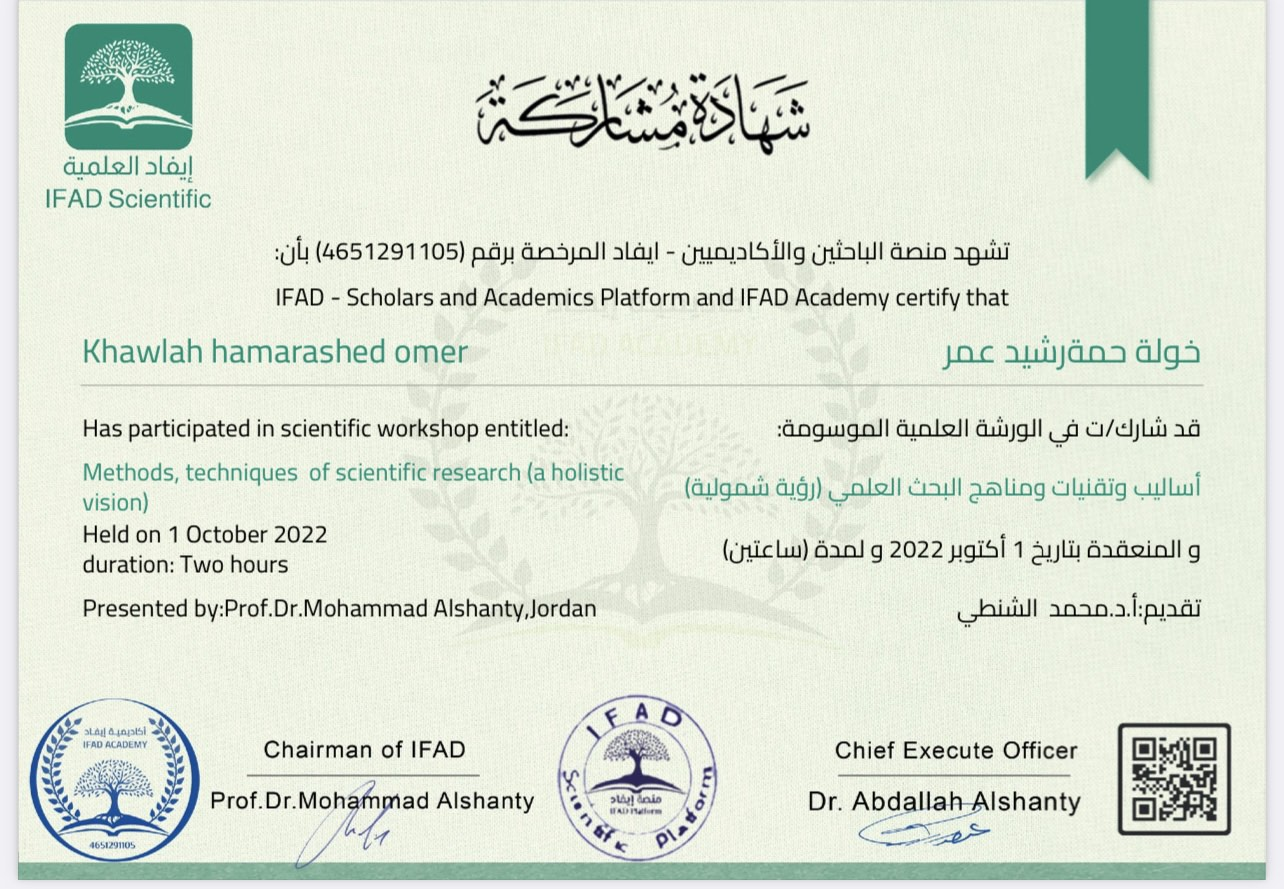 إيفاد العلمية
IFAD Scientific
شهادة مشاركة
تشهد منصة الباحثين والأكاديميين - ايفاد المرخصة برقم (4651291105) بأن:
IFAD - Scholars and Academics Platform and IFAD Academy certify that
Khawlah hamarashed omer
خولة حمةرشيد عمر
Has participated in scientific workshop entitled:
قد شارك/ت في الورشة العلمية الموسومة:
Methods, techniques of scientific research (a holistic
vision)
أساليب وتقنيات ومناهج البحث العلمي (رؤية شمولية)
Held on 1 October 2022
duration: Two hours
و المنعقدة بتاريخ 1 أكتوبر 2022 و لمدة (ساعتين)
Presented by:Prof.Dr.Mohammad Alshanty,Jordan
تقديم:أ.د.محمد الشنطي
أكاديمية إيفاد
IFAD ACADEMY
4651291105
Chairman of IFAD
Prof.Dr.Mohammad Alshanty
IFAD
منصة إيفاد
IFAD Platform
Scientific Platform
Chief Execute Officer
Dr. Abdallah Alshanty
IFAD ACADEMY